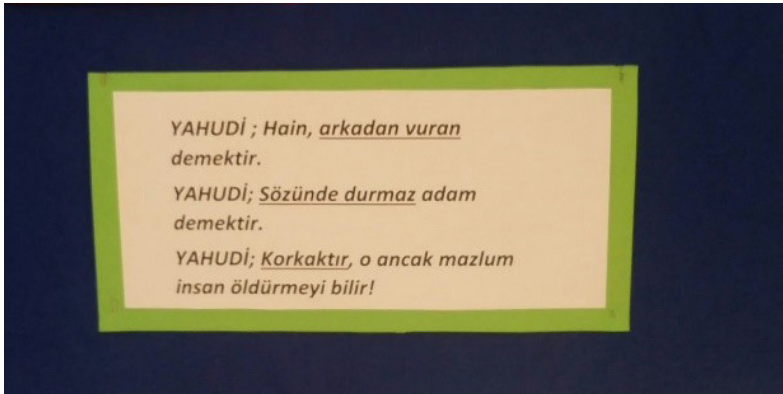 YAHUDİ ; Hain, arkadan vuran
demektir.
YAHUDİ; Sözünde durmaz adam
demektir.
YAHUDİ; Korkaktır, o ancak mazlum
insan öldürmeyi bilir!